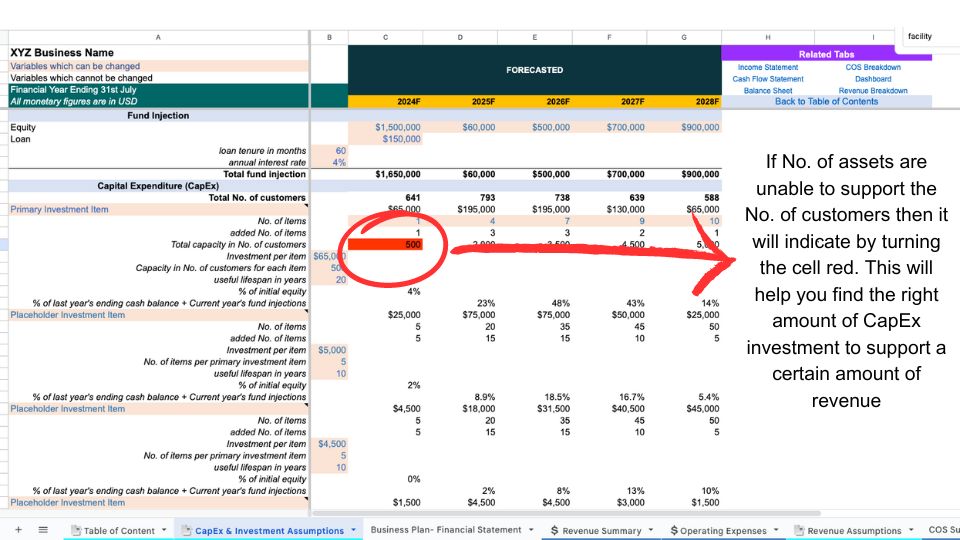 A B C D E F G H I
facility
XYZ Business Name
Related Tabs
Variables which can be changed
FORECASTED
Income Statement COS Breakdown
Variables which cannot be changed
Cash Flow Statement Dashboard
Financial Year Ending 31st July
Balance Sheet Revenue Breakdown
All monetary figures are in USD 2024F 2025F 2026F 2027F 2028F Back to Table of Contents
Fund Injection
Equity $1,500,000 $60,000 $500,000 $700,000 $900,000
Loan $150,000
loan tenure in months 60
annual interest rate 4%
Total fund injection $1,650,000 $60,000 $500,000 $700,000 $900,000
Capital Expenditure (CapEx)
Total No. of customers 641 793 738 639 588
Primary Investment Item $65,000 $195,000 $195,000 $130,000 $65,000
No. of items 1 4 7 9 10
added No. of items 1 3 3 2 1
Total capacity in No. of customers 500 3,500 4,500
Investment per item $65,000
Capacity in No. of customers for each item
useful lifespan in years 20
% of initial equity 4%
% of last year's ending cash balance + Current year's fund injections 23% 48% 43% 14%
Placeholder Investment Item $25,000 $75,000 $75,000 $50,000 $25,000
No. of items 5 20 35 45 50
added No. of items 5 15 15 10 5
Investment per item $5,000
No. of items per primary investment item 5
useful lifespan in years 10
% of initial equity 2%
% of last year's ending cash balance + Current year's fund injections 8.9% 18.5% 16.7% 5.4%
Placeholder Investment Item $4,500 $18,000 $31,500 $40,500 $45,000
No. of items 5 20 35 45 50
added No. of items 5 15 15 10 5
Investment per item $4,500
No. of items per primary investment item 5
useful lifespan in years 10
% of initial equity 0%
% of last year's ending cash balance + Current year's fund injections 2% 8% 13% 10%
Placeholder Investment Item $1,500 $4,500 $4,500 $3,000 $1,500
If No. of assets are
unable to support the
No. of customers then it
will indicate by turning
the cell red. This will
help you find the right
amount of CapEx
investment to support a
certain amount of
revenue
+ Table of Content CapEx & Investment Assumptions Business Plan- Financial Statement $ Revenue Summary $ Operating Expenses Revenue Assumptions COS Su